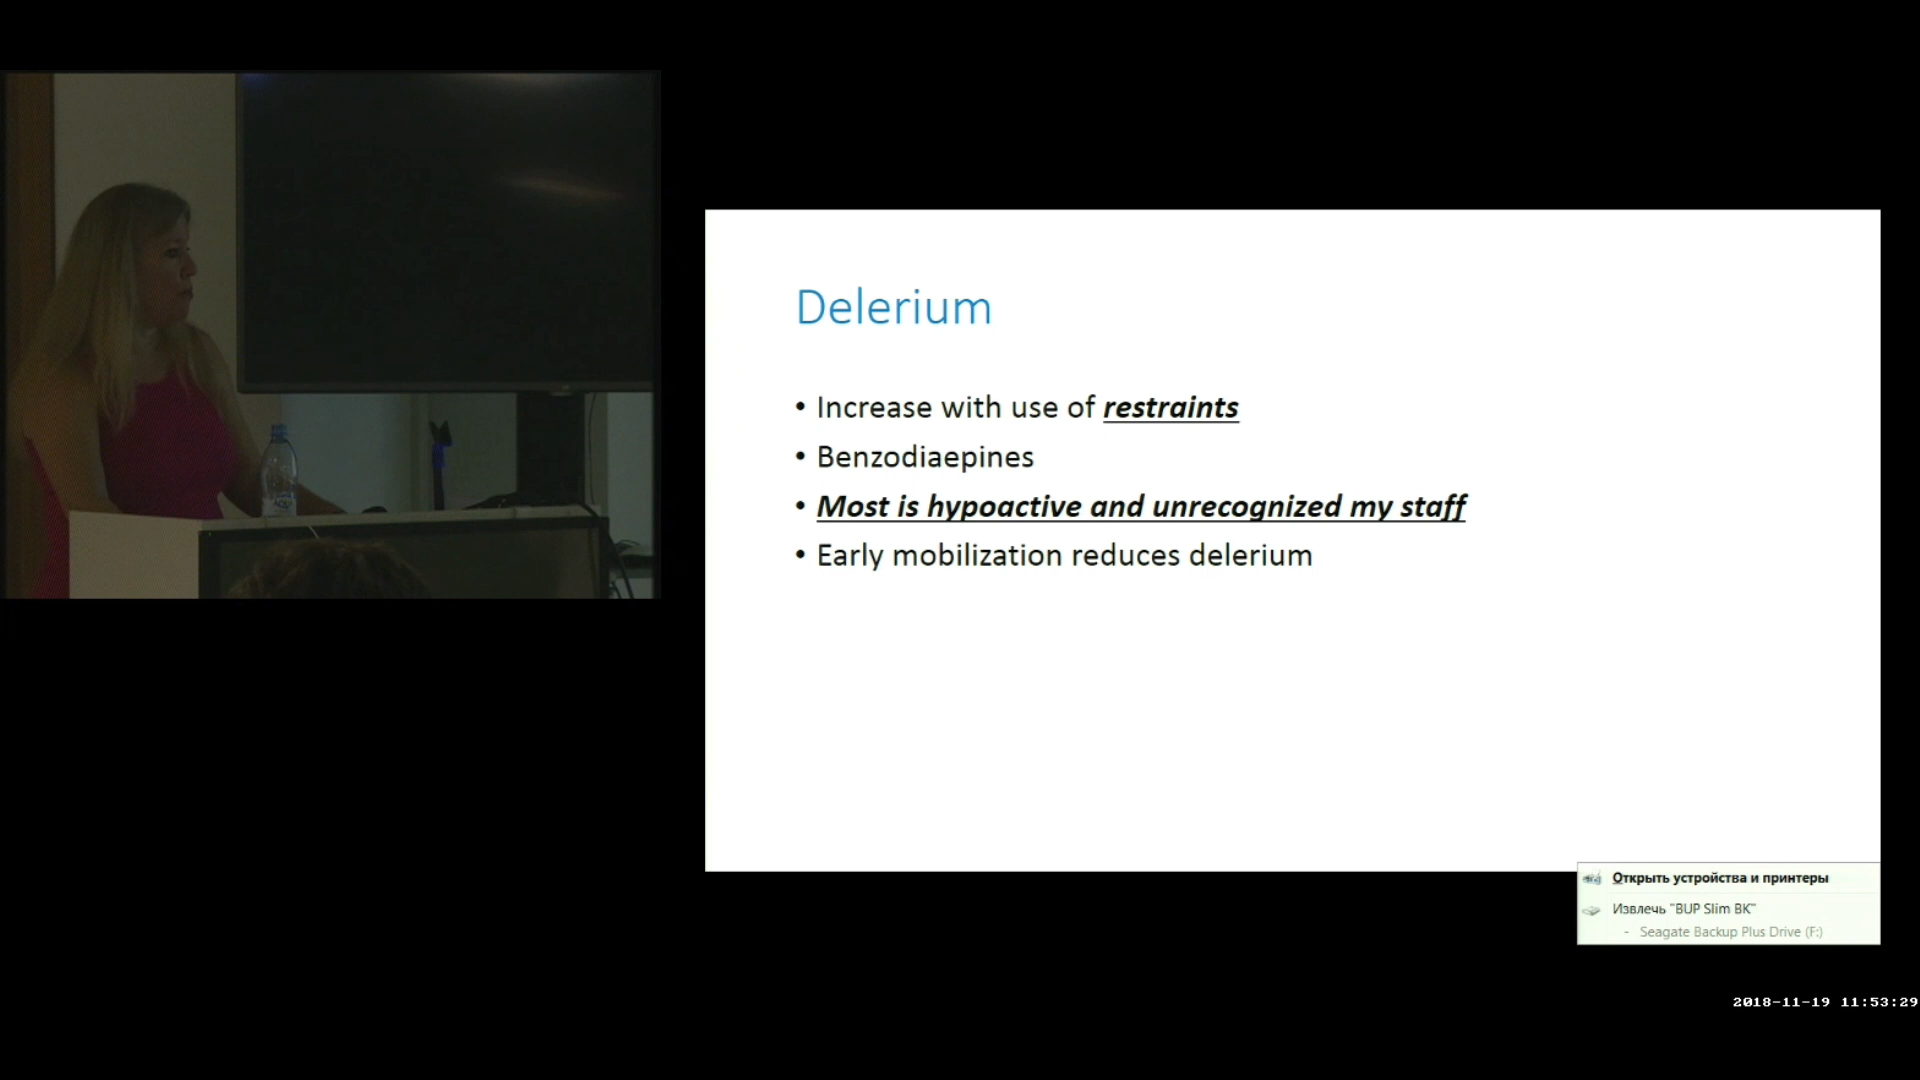 Delerium
• Increase with use of restraints
• Benzodiaepines
• Most is hypoactive and unrecognized my staff
• Early mobilization reduces delerium
Открыть устройства и принтеры
Извлечь "BUP Slim BK"
- Seagate Backup Plus Drive (F:)
2018-11-19 11:53:29